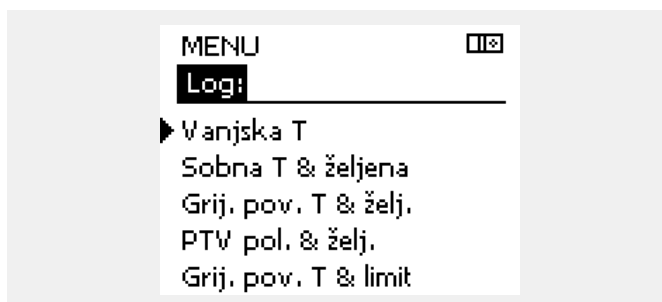 MENU
Log:
Vanjska T
Sobna T & željena
Grij. pov. T & želj.
PTV pol. & želj.
Grij. pov. T & limit